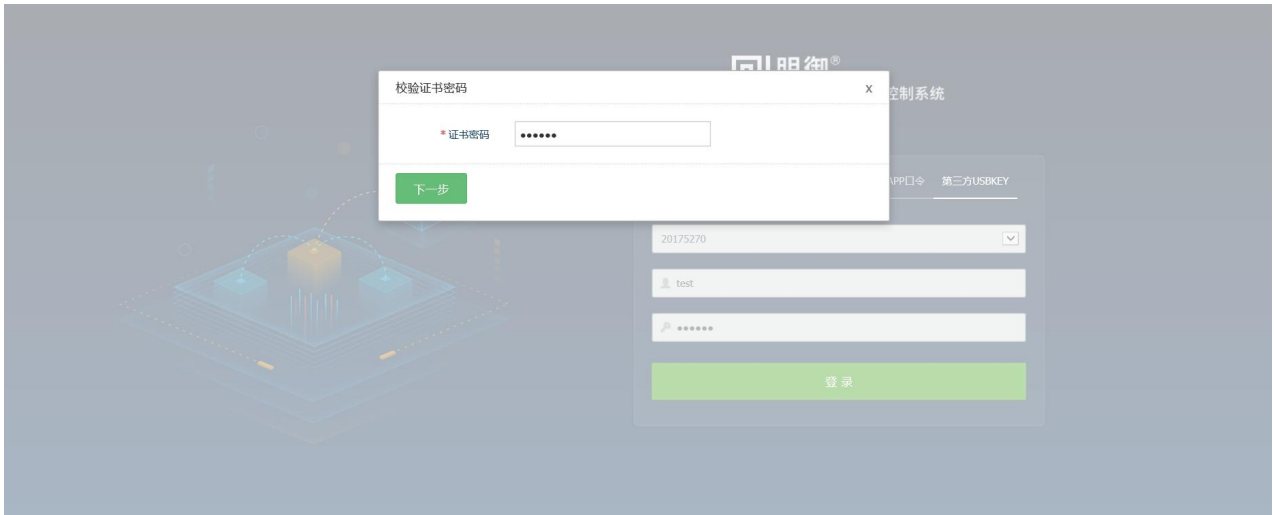 明御®
控制系统
校验证书密码 x
* 证书密码 ••••••
下一步
APP口令 第三方USBKEY
20175270
test
••••••
登 录